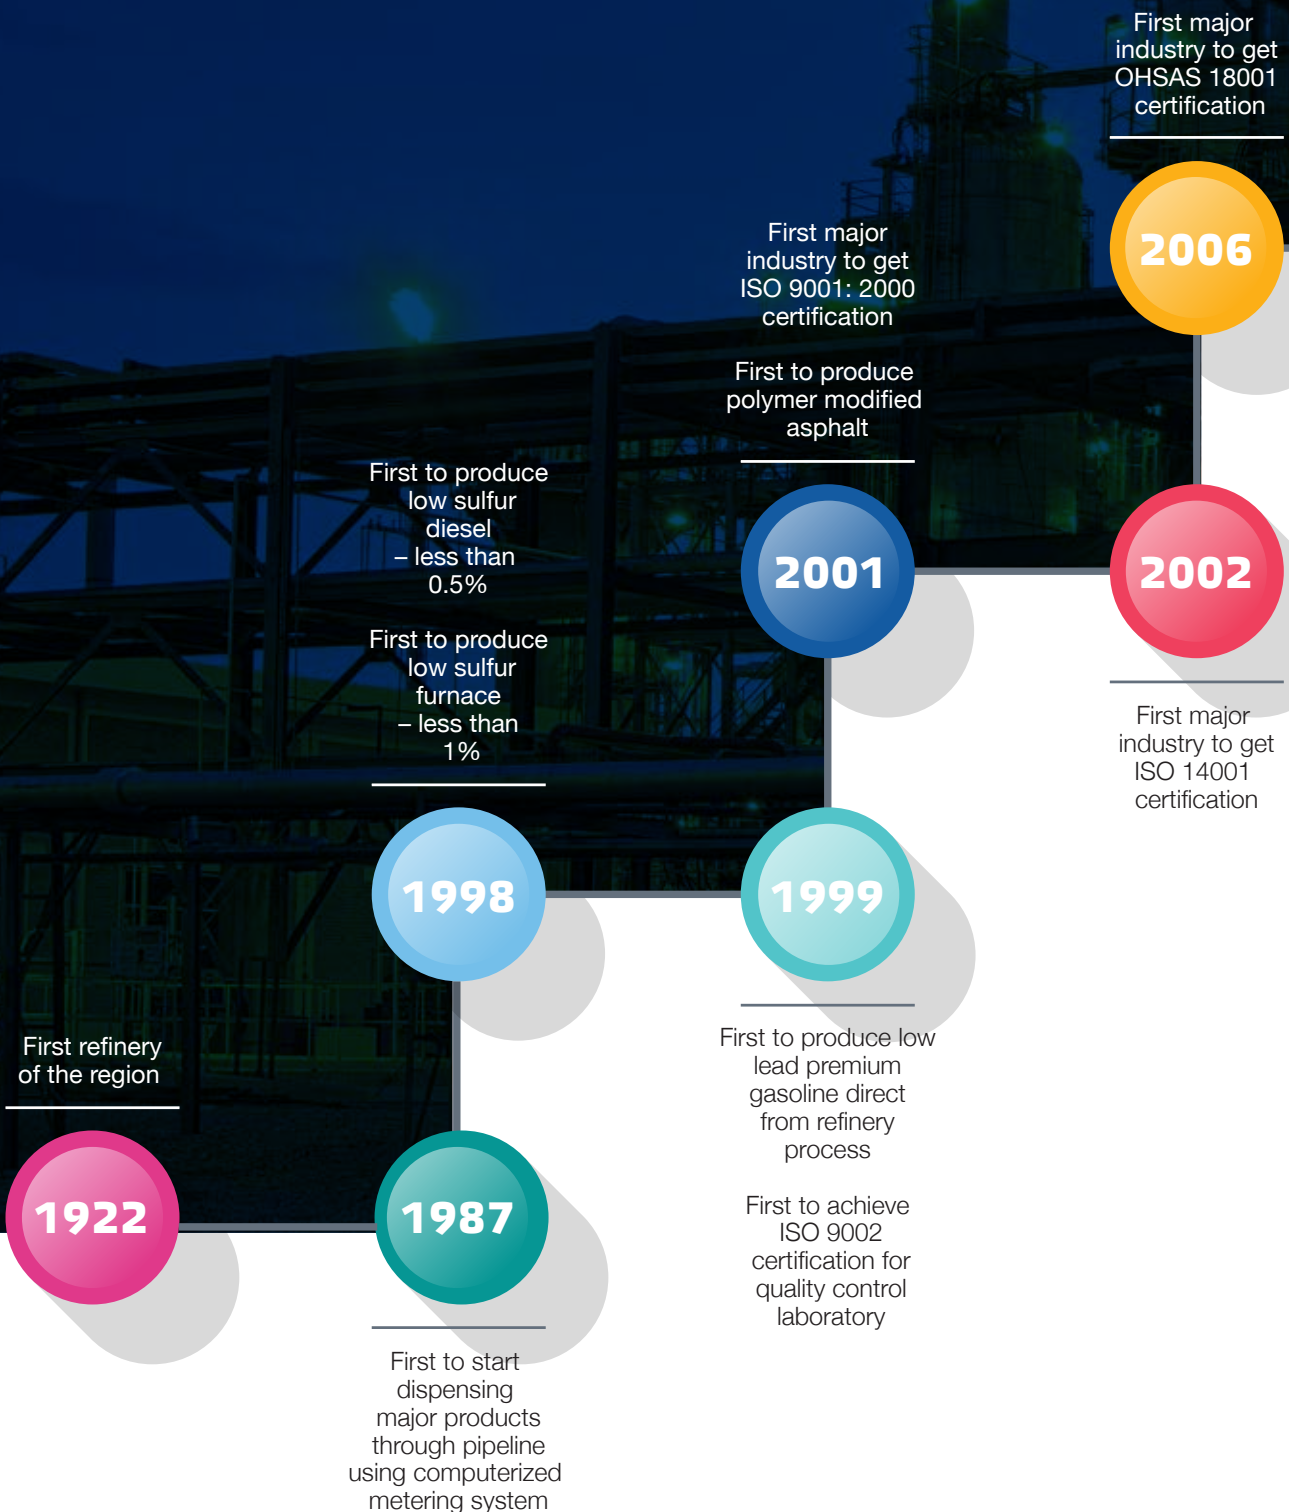 First refinery
of the region
1922
1987
First to start
dispensing
major products
through pipeline
using computerized
metering system
First to produce
low sulfur
diesel
– less than
0.5%
First to produce
low sulfur
furnace
– less than
1%
1998
1999
First to produce low
lead premium
gasoline direct
from refinery
process
First to achieve
ISO 9002
certification for
quality control
laboratory
First major
industry to get
ISO 9001: 2000
certification
First to produce
polymer modified
asphalt
2001
2002
First major
industry to get
ISO 14001
certification
First major
industry to get
OHSAS 18001
certification
2006